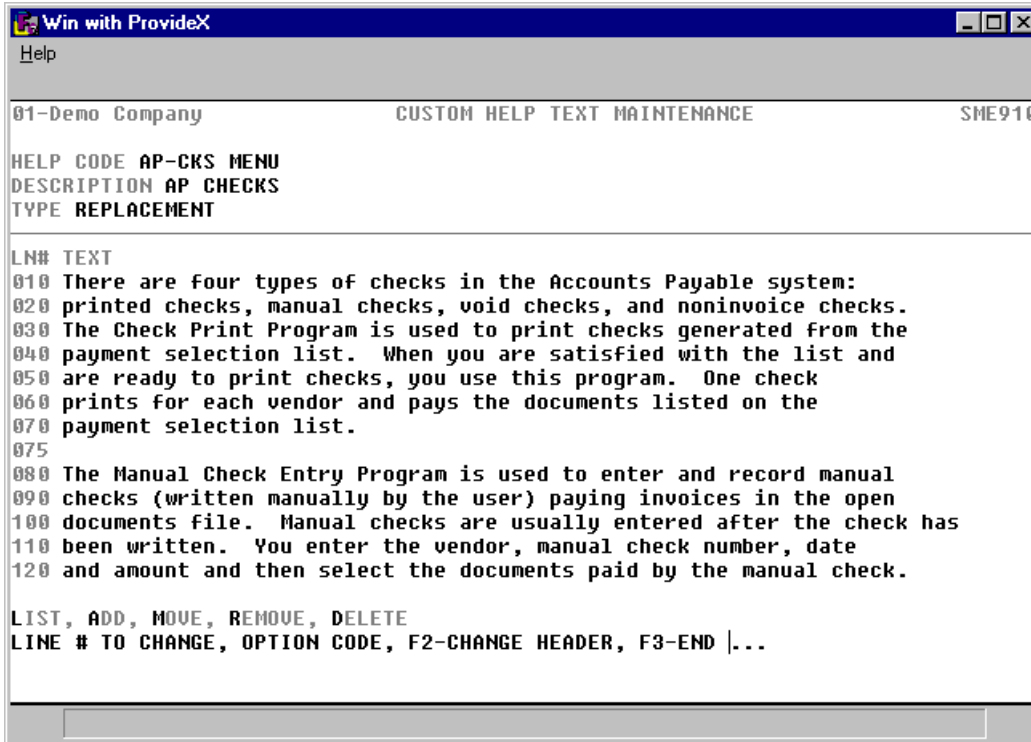 Win with ProvideX
Help
01-Demo Company CUSTOM HELP TEXT MAINTENANCE SME910
HELP CODE AP-CKS MENU
DESCRIPTION AP CHECKS
TYPE REPLACEMENT
LN# TEXT
010 There are four types of checks in the Accounts Payable system:
020 printed checks, manual checks, void checks, and noninvoice checks.
030 The Check Print Program is used to print checks generated from the
040 payment selection list.  When you are satisfied with the list and
050 are ready to print checks, you use this program.  One check
060 prints for each vendor and pays the documents listed on the
070 payment selection list.
075
080 The Manual Check Entry Program is used to enter and record manual
090 checks (written manually by the user) paying invoices in the open
100 documents file.  Manual checks are usually entered after the check has
110 been written.  You enter the vendor, manual check number, date
120 and amount and then select the documents paid by the manual check.
LIST, ADD, MOVE, REMOVE, DELETE
LINE # TO CHANGE, OPTION CODE, F2-CHANGE HEADER, F3-END ...